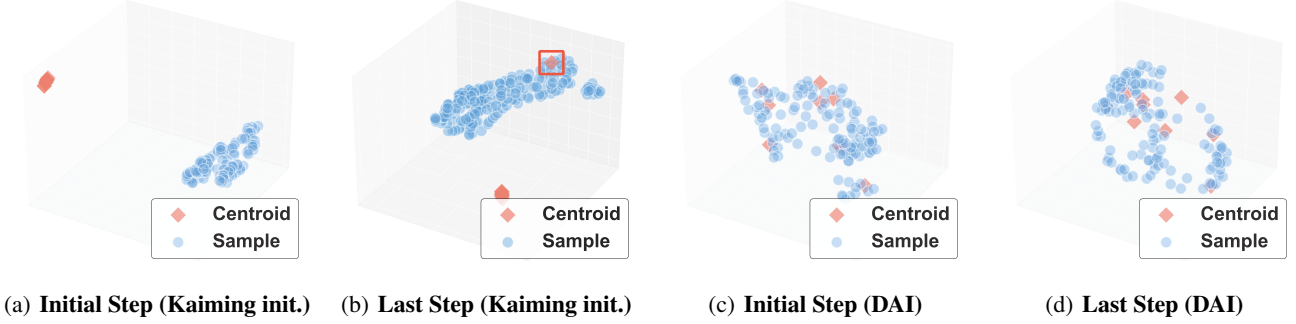 Centroid
Sample
Centroid
Sample
Centroid
Sample
Centroid
Sample
(a) Initial Step (Kaiming init.)
(b) Last Step (Kaiming init.)
(c) Initial Step (DAI)
(d) Last Step (DAI)